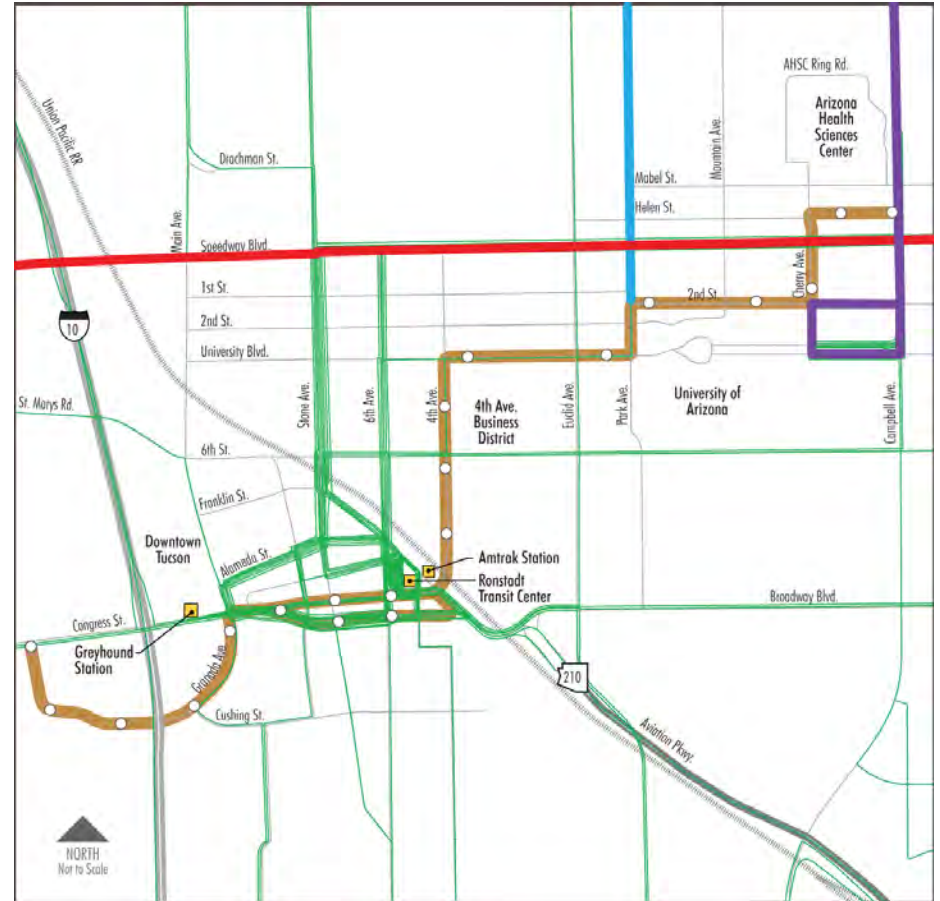 AHSC Ring Rd.
Arizona
Health
Sciences
Center
Union Pacific RR
Drachman St.
Mountain Ave.
Mabel St.
Helen St.
Main Ave.
Speedway Blvd.
Cherry Ave.
1st St.
2nd St.
2nd St.
10
University Blvd.
Stone Ave.
6th Ave.
4th Ave.
4th Ave.
Business
District
Euclid Ave.
Park Ave.
University of
Arizona
Campbell Ave.
St. Marys Rd.
6th St.
Franklin St.
Downtown
Tucson
Alameda St.
Amtrak Station
Ronstadt
Transit Center
Broadway Blvd.
Congress St.
Greyhound
Station
Granada Ave.
210
Cushing St.
Aviation Pkwy.
NORTH
Not to Scale